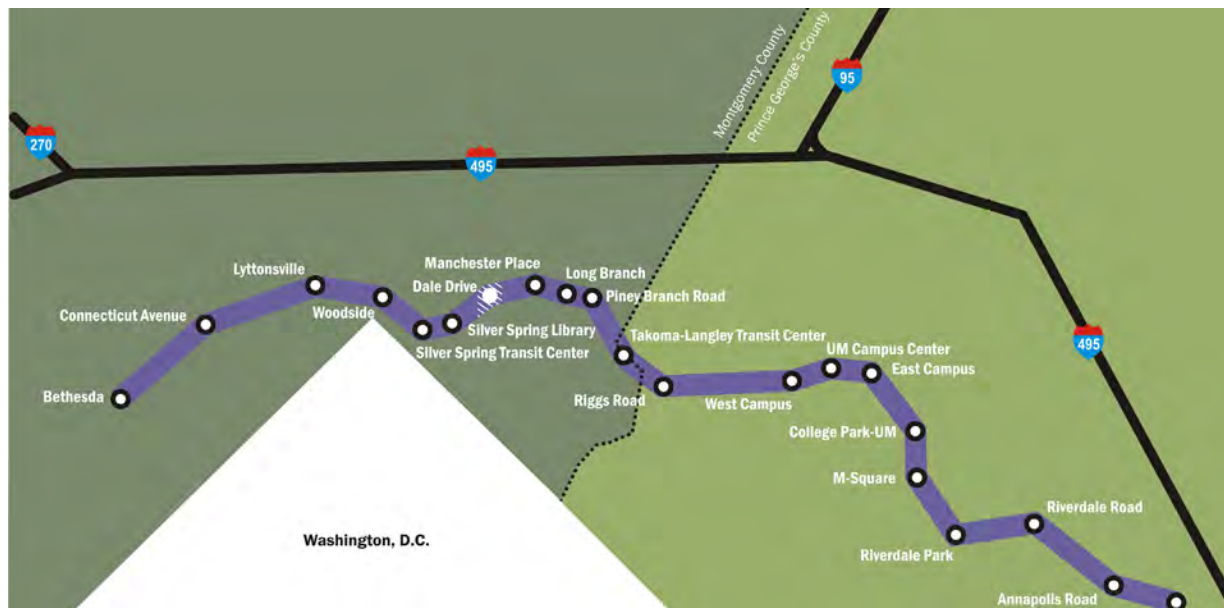 95
Montgomery County
Prince George's County
270
495
Lyttonsville
Manchester Place
Long Branch
Dale Drive
Piney Branch Road
Connecticut Avenue
Woodside
Silver Spring Library
Takoma-Langley Transit Center
Silver Spring Transit Center
UM Campus Center
495
East Campus
Bethesda
Riggs Road
West Campus
College Park-UM
M-Square
Riverdale Road
Washington, D.C.
Riverdale Park
Annapolis Road